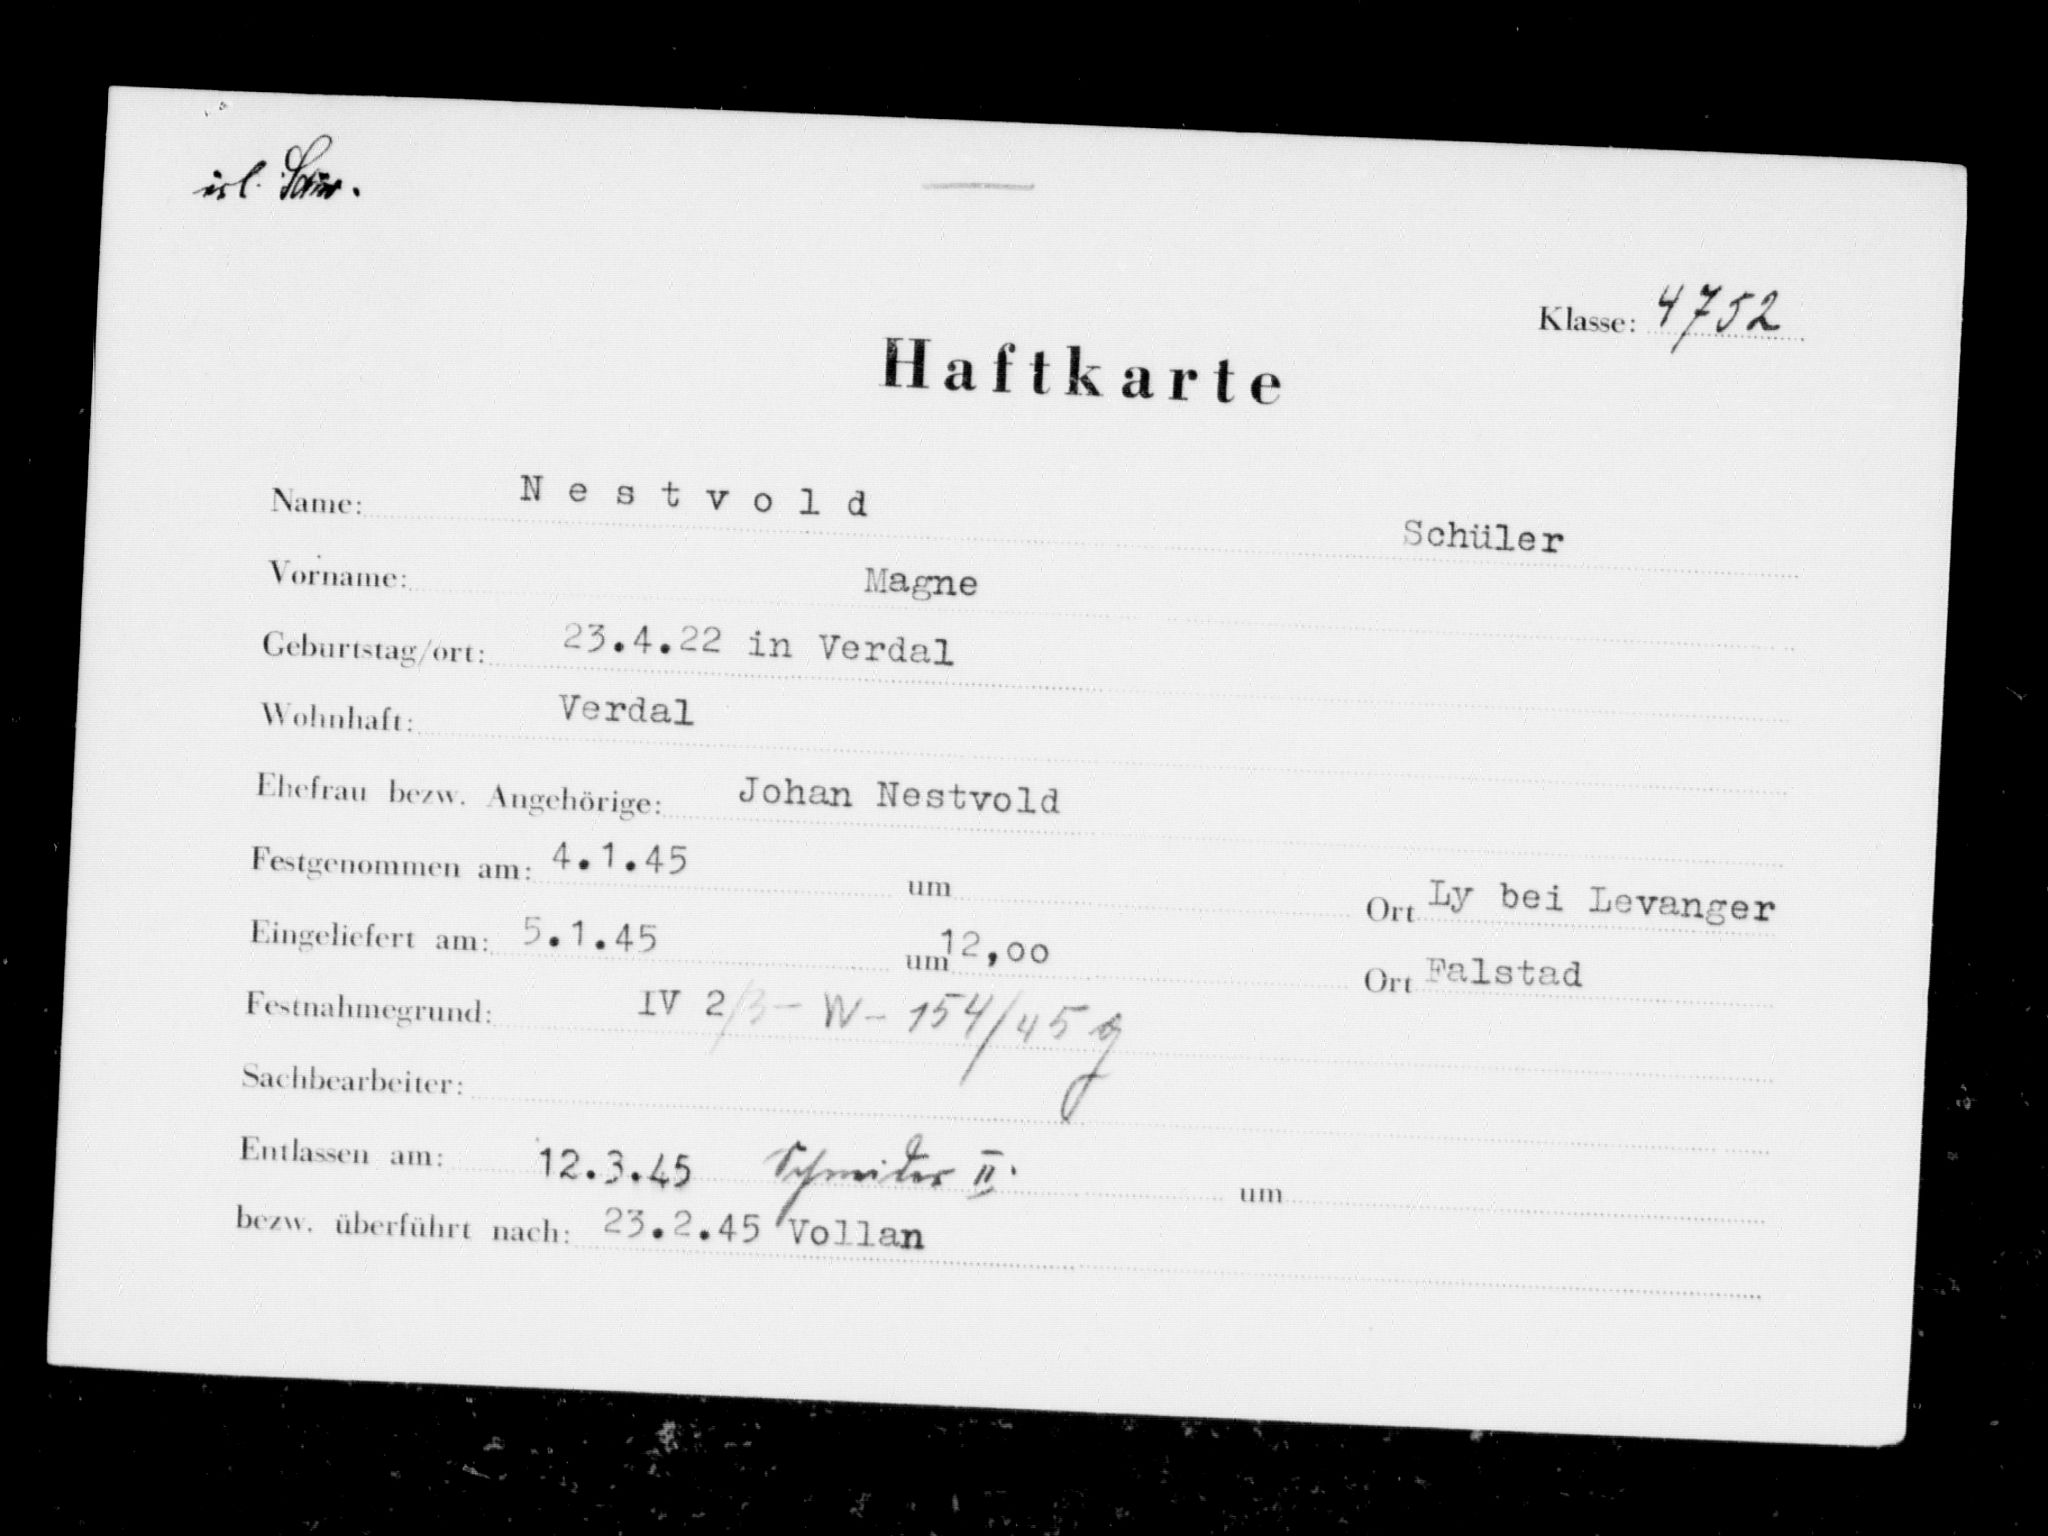 Klasse: 4752
Haftkarte
Name: Nestvold Schüler
Vorname: Magne
Geburtstag/ort: 23.4.22 in Verdal
Wohnhaft: Verdal
Ehefrau bezw. Angehörige: Johan Nestvold
Festgenommen am: 4.1.45 um Ort Ly bei Levanger
Eingeliefert am: 5.1.45 um 12,oo Ort Falstad
Festnahmegrund: IV 2/B - W - 154/45 g
Sachbearbeiter:
Entlassen am: 12.3.45 Schneider II. um
bezw. überführt nach: 23.2.45 Vollan